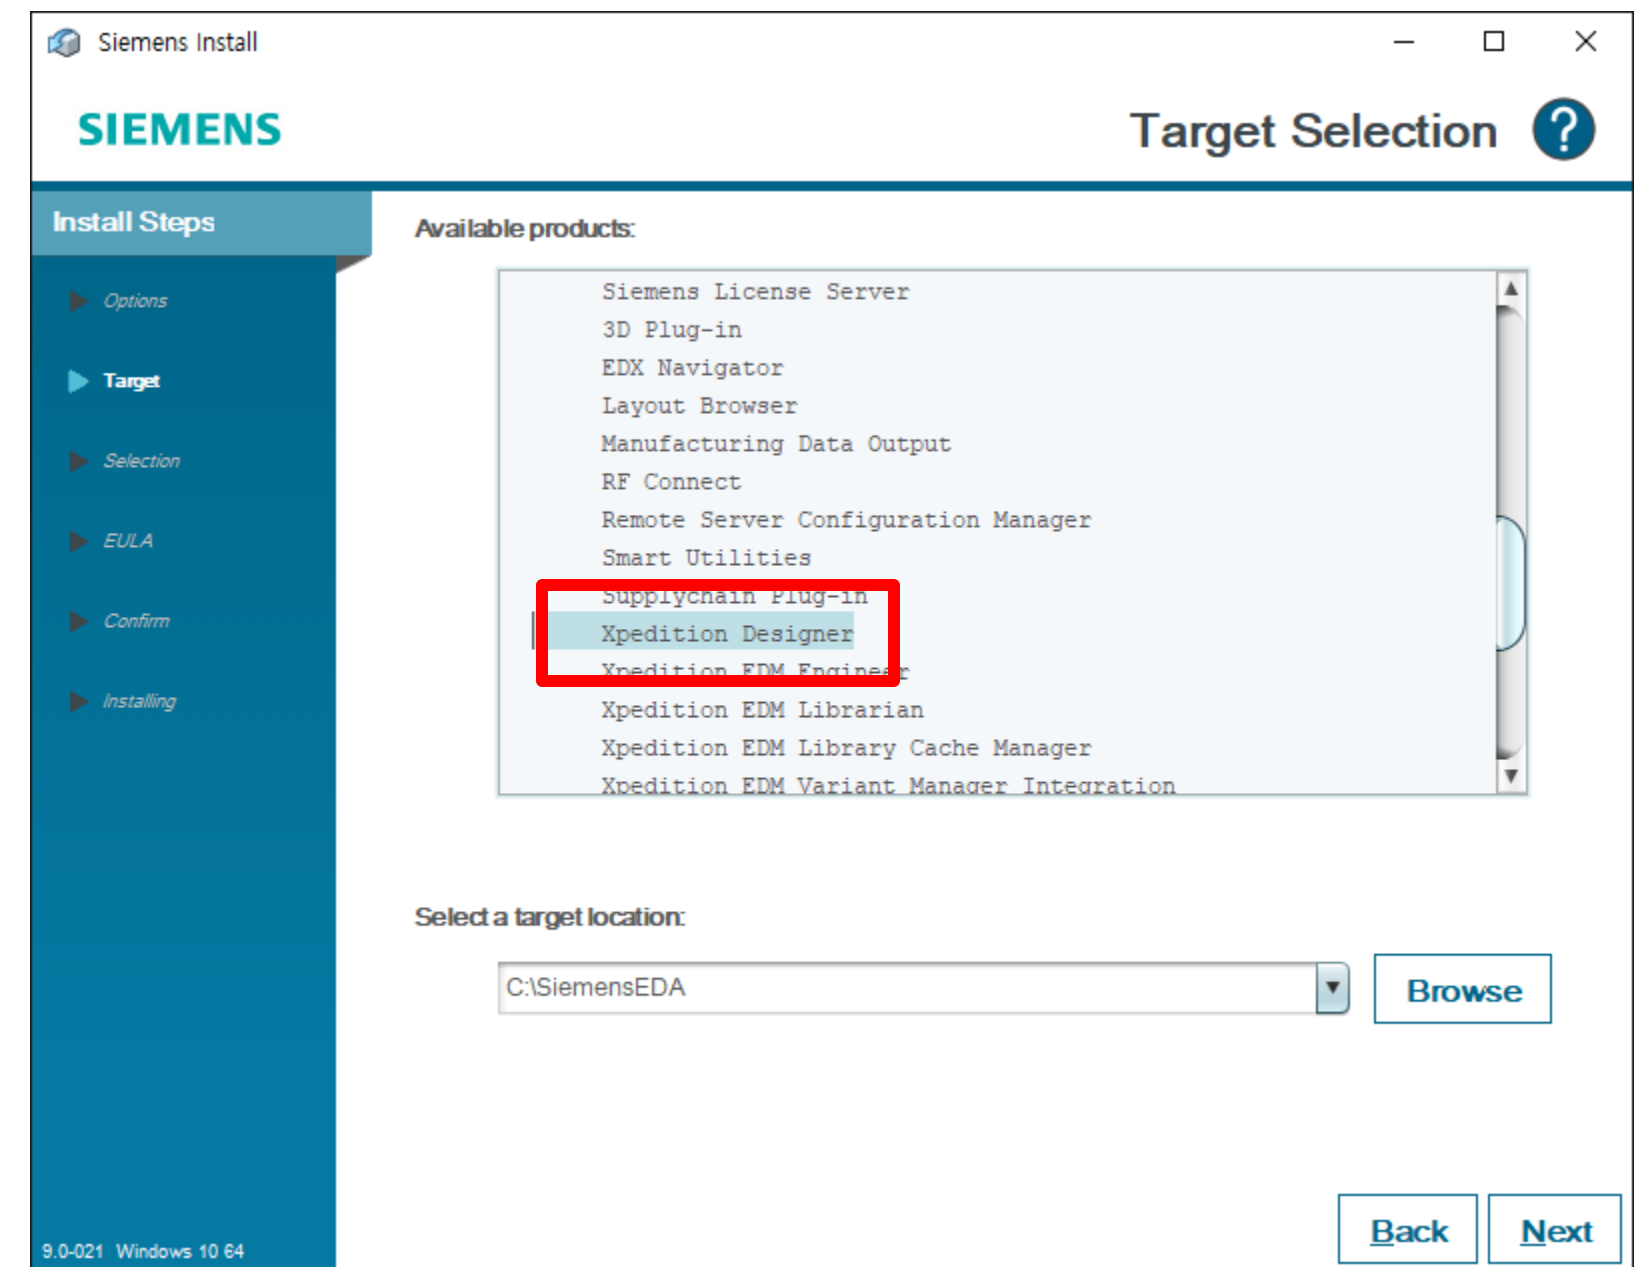 Siemens Install
SIEMENS
Target Selection
?
Install Steps
Options
Target
Selection
EULA
Confirm
Installing
9.0-021 Windows 10 64
Available products:
Siemens License Server
3D Plug-in
EDX Navigator
Layout Browser
Manufacturing Data Output
RF Connect
Remote Server Configuration Manager
Smart Utilities
Supplychain Plug-in
Xpedition Designer
Xpedition EDM Engineer
Xpedition EDM Librarian
Xpedition EDM Library Cache Manager
Xpedition EDM Variant Manager Integration
Select a target location:
C:\SiemensEDA
Browse
Back
Next